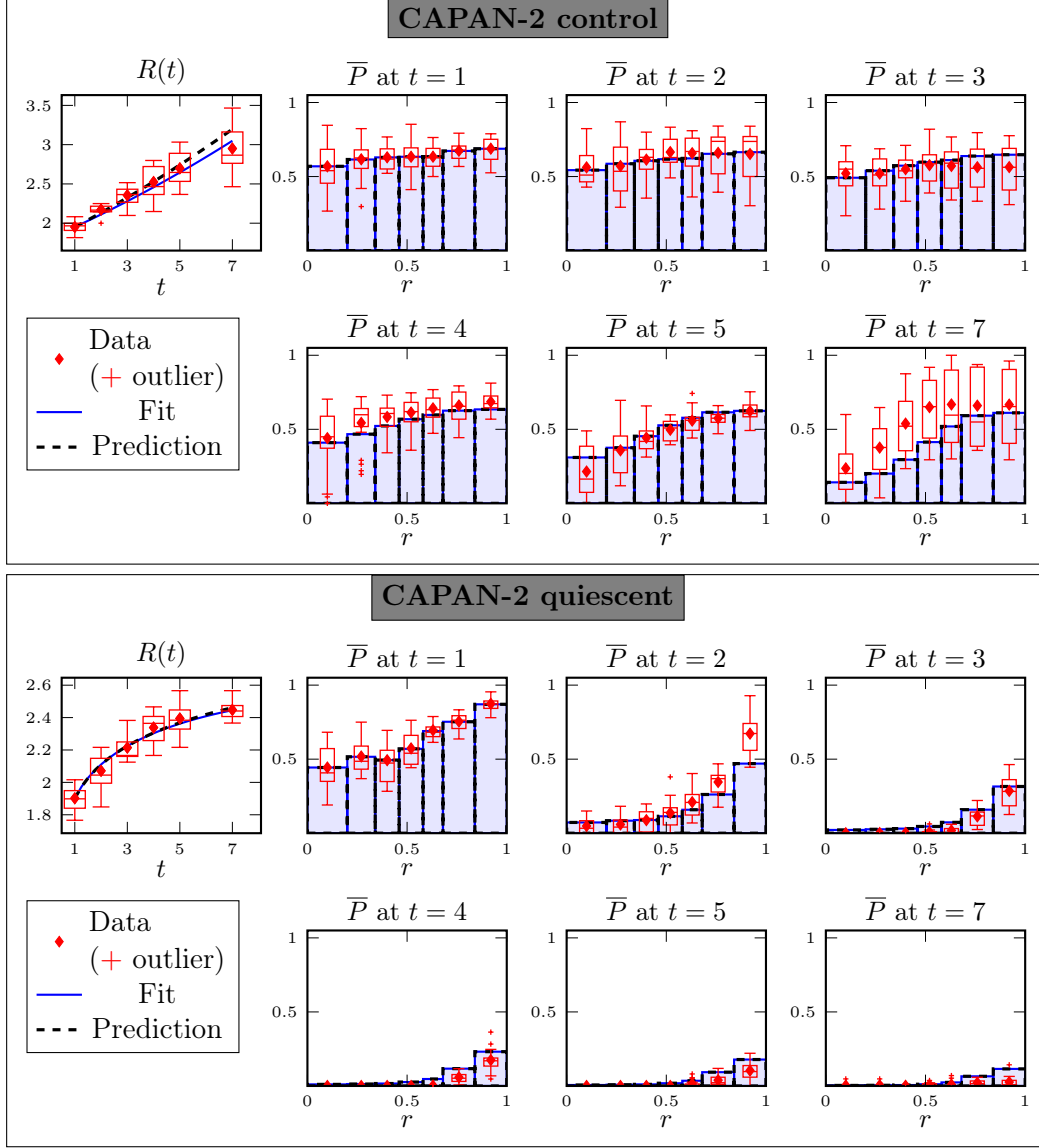 CAPAN-2 control
R(t)
P̅ at t = 1
P̅ at t = 2
P̅ at t = 3
3.5
3
2.5
2
1 3 5 7
t
1
0.5
0 0.5 1
r
1
0.5
0 0.5 1
r
1
0.5
0 0.5 1
r
Data
(+ outlier)
Fit
Prediction
P̅ at t = 4
P̅ at t = 5
P̅ at t = 7
1
0.5
0 0.5 1
r
1
0.5
0 0.5 1
r
1
0.5
0 0.5 1
r
CAPAN-2 quiescent
R(t)
P̅ at t = 1
P̅ at t = 2
P̅ at t = 3
2.6
2.4
2.2
2
1.8
1 3 5 7
t
1
0.5
0 0.5 1
r
1
0.5
0 0.5 1
r
1
0.5
0 0.5 1
r
Data
(+ outlier)
Fit
Prediction
P̅ at t = 4
P̅ at t = 5
P̅ at t = 7
1
0.5
0 0.5 1
r
1
0.5
0 0.5 1
r
1
0.5
0 0.5 1
r